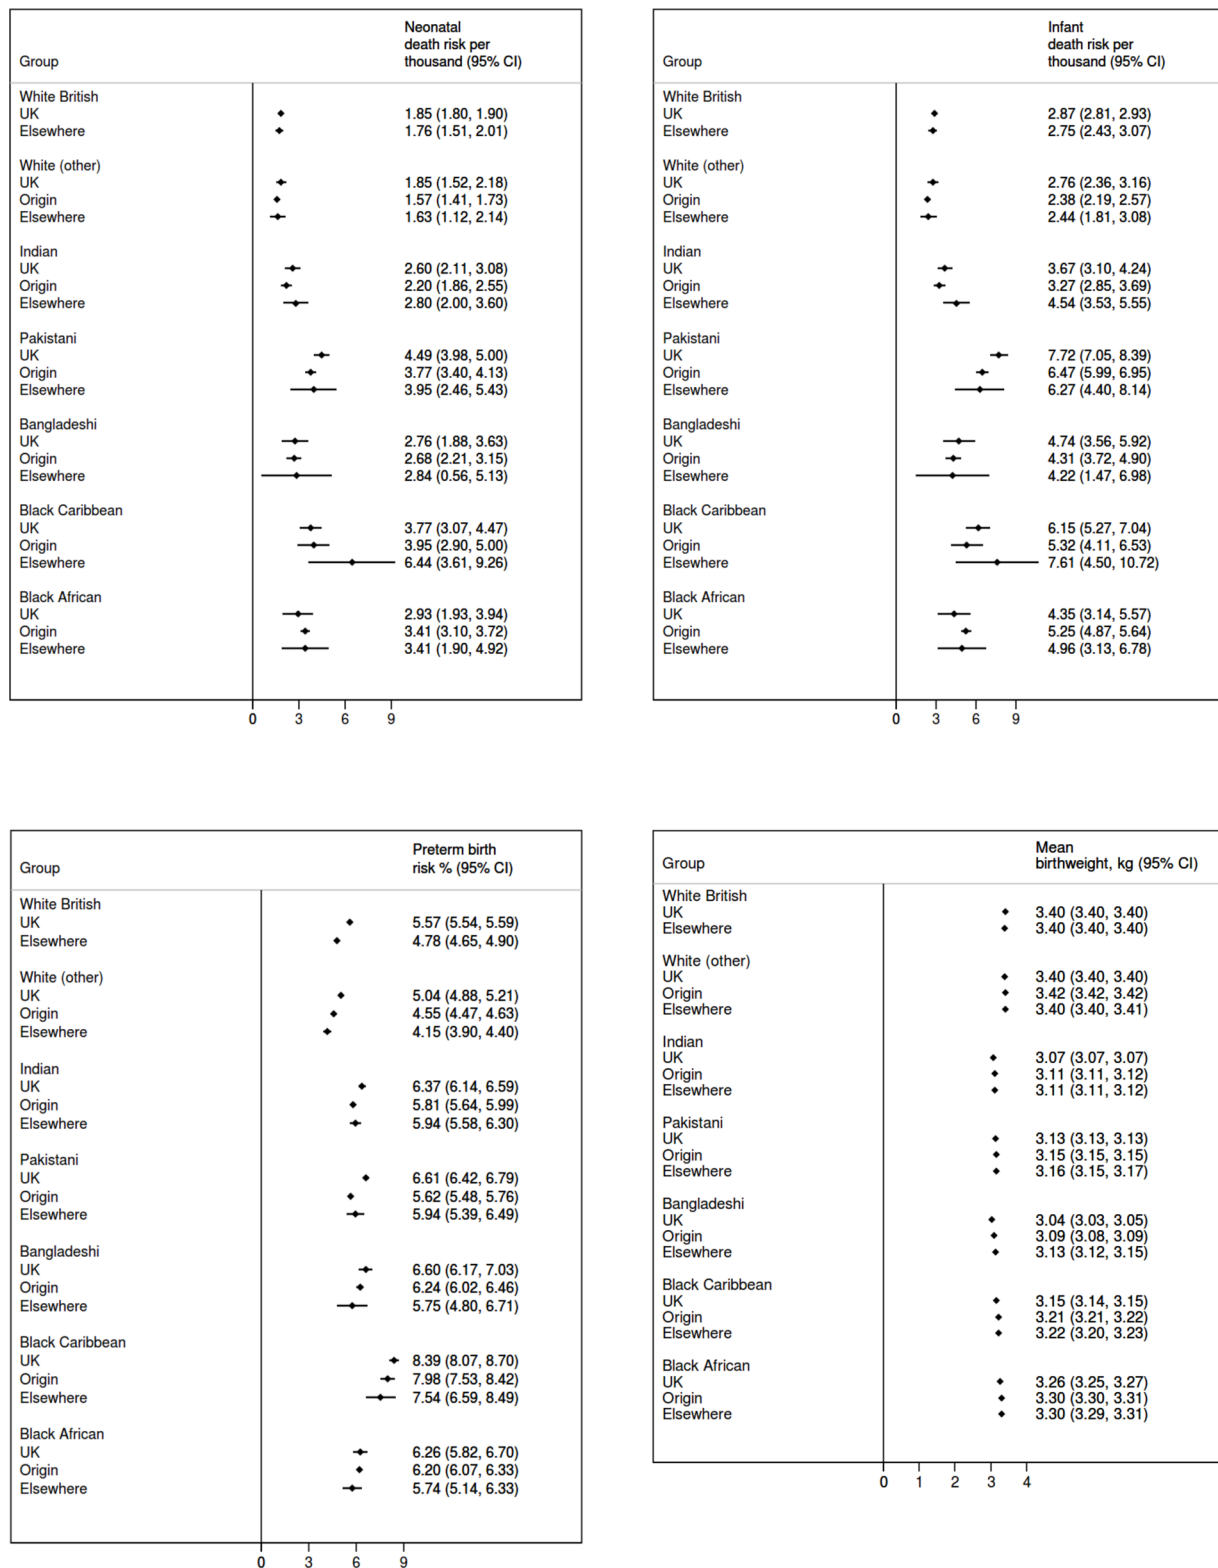 Group
Neonatal
death risk per
thousand (95% CI)
White British
UK 1.85 (1.80, 1.90)
Elsewhere 1.76 (1.51, 2.01)
White (other)
UK 1.85 (1.52, 2.18)
Origin 1.57 (1.41, 1.73)
Elsewhere 1.63 (1.12, 2.14)
Indian
UK 2.60 (2.11, 3.08)
Origin 2.20 (1.86, 2.55)
Elsewhere 2.80 (2.00, 3.60)
Pakistani
UK 4.49 (3.98, 5.00)
Origin 3.77 (3.40, 4.13)
Elsewhere 3.95 (2.46, 5.43)
Bangladeshi
UK 2.76 (1.88, 3.63)
Origin 2.68 (2.21, 3.15)
Elsewhere 2.84 (0.56, 5.13)
Black Caribbean
UK 3.77 (3.07, 4.47)
Origin 3.95 (2.90, 5.00)
Elsewhere 6.44 (3.61, 9.26)
Black African
UK 2.93 (1.93, 3.94)
Origin 3.41 (3.10, 3.72)
Elsewhere 3.41 (1.90, 4.92)
0 3 6 9
Group
Infant
death risk per
thousand (95% CI)
White British
UK 2.87 (2.81, 2.93)
Elsewhere 2.75 (2.43, 3.07)
White (other)
UK 2.76 (2.36, 3.16)
Origin 2.38 (2.19, 2.57)
Elsewhere 2.44 (1.81, 3.08)
Indian
UK 3.67 (3.10, 4.24)
Origin 3.27 (2.85, 3.69)
Elsewhere 4.54 (3.53, 5.55)
Pakistani
UK 7.72 (7.05, 8.39)
Origin 6.47 (5.99, 6.95)
Elsewhere 6.27 (4.40, 8.14)
Bangladeshi
UK 4.74 (3.56, 5.92)
Origin 4.31 (3.72, 4.90)
Elsewhere 4.22 (1.47, 6.98)
Black Caribbean
UK 6.15 (5.27, 7.04)
Origin 5.32 (4.11, 6.53)
Elsewhere 7.61 (4.50, 10.72)
Black African
UK 4.35 (3.14, 5.57)
Origin 5.25 (4.87, 5.64)
Elsewhere 4.96 (3.13, 6.78)
0 3 6 9
Group
Preterm birth
risk % (95% CI)
White British
UK 5.57 (5.54, 5.59)
Elsewhere 4.78 (4.65, 4.90)
White (other)
UK 5.04 (4.88, 5.21)
Origin 4.55 (4.47, 4.63)
Elsewhere 4.15 (3.90, 4.40)
Indian
UK 6.37 (6.14, 6.59)
Origin 5.81 (5.64, 5.99)
Elsewhere 5.94 (5.58, 6.30)
Pakistani
UK 6.61 (6.42, 6.79)
Origin 5.62 (5.48, 5.76)
Elsewhere 5.94 (5.39, 6.49)
Bangladeshi
UK 6.60 (6.17, 7.03)
Origin 6.24 (6.02, 6.46)
Elsewhere 5.75 (4.80, 6.71)
Black Caribbean
UK 8.39 (8.07, 8.70)
Origin 7.98 (7.53, 8.42)
Elsewhere 7.54 (6.59, 8.49)
Black African
UK 6.26 (5.82, 6.70)
Origin 6.20 (6.07, 6.33)
Elsewhere 5.74 (5.14, 6.33)
0 3 6 9
Group
Mean
birthweight, kg (95% CI)
White British
UK 3.40 (3.40, 3.40)
Elsewhere 3.40 (3.40, 3.40)
White (other)
UK 3.40 (3.40, 3.40)
Origin 3.42 (3.42, 3.42)
Elsewhere 3.40 (3.40, 3.41)
Indian
UK 3.07 (3.07, 3.07)
Origin 3.11 (3.11, 3.12)
Elsewhere 3.11 (3.11, 3.12)
Pakistani
UK 3.13 (3.13, 3.13)
Origin 3.15 (3.15, 3.15)
Elsewhere 3.16 (3.15, 3.17)
Bangladeshi
UK 3.04 (3.03, 3.05)
Origin 3.09 (3.08, 3.09)
Elsewhere 3.13 (3.12, 3.15)
Black Caribbean
UK 3.15 (3.14, 3.15)
Origin 3.21 (3.21, 3.22)
Elsewhere 3.22 (3.20, 3.23)
Black African
UK 3.26 (3.25, 3.27)
Origin 3.30 (3.30, 3.31)
Elsewhere 3.30 (3.29, 3.31)
0 1 2 3 4